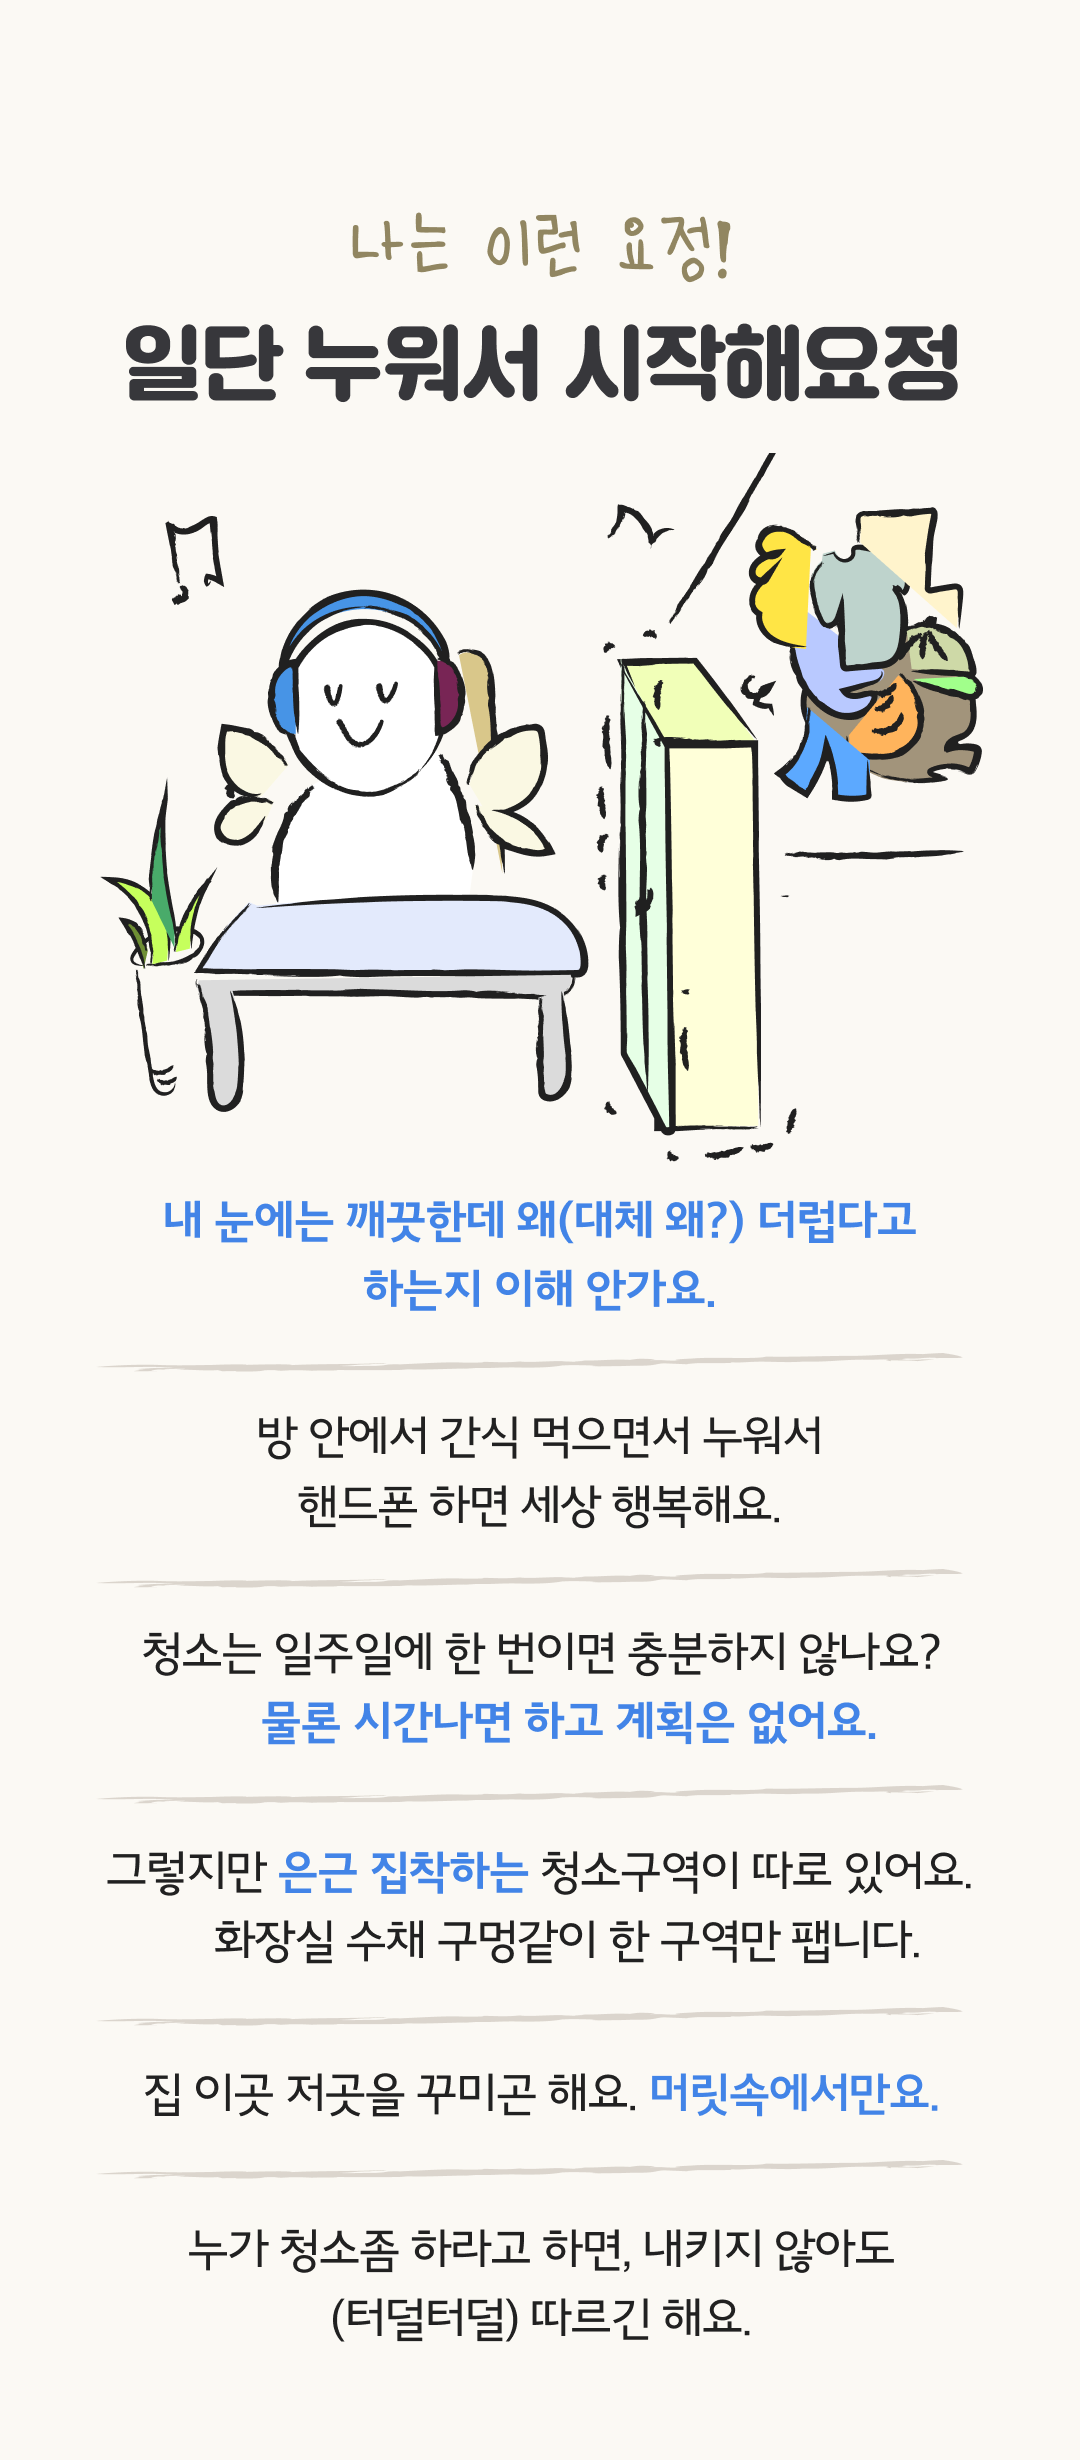 나는 이런 요정!
일단 누워서 시작해요정
내 눈에는 깨끗한데 왜(대체 왜?) 더럽다고
하는지 이해 안가요.
방 안에서 간식 먹으면서 누워서
핸드폰 하면 세상 행복해요.
청소는 일주일에 한 번이면 충분하지 않나요?
물론 시간나면 하고 계획은 없어요.
그렇지만 은근 집착하는 청소구역이 따로 있어요.
화장실 수채 구멍같이 한 구역만 팹니다.
집 이곳 저곳을 꾸미곤 해요. 머릿속에서만요.
누가 청소좀 하라고 하면, 내키지 않아도
(터덜터덜) 따르긴 해요.